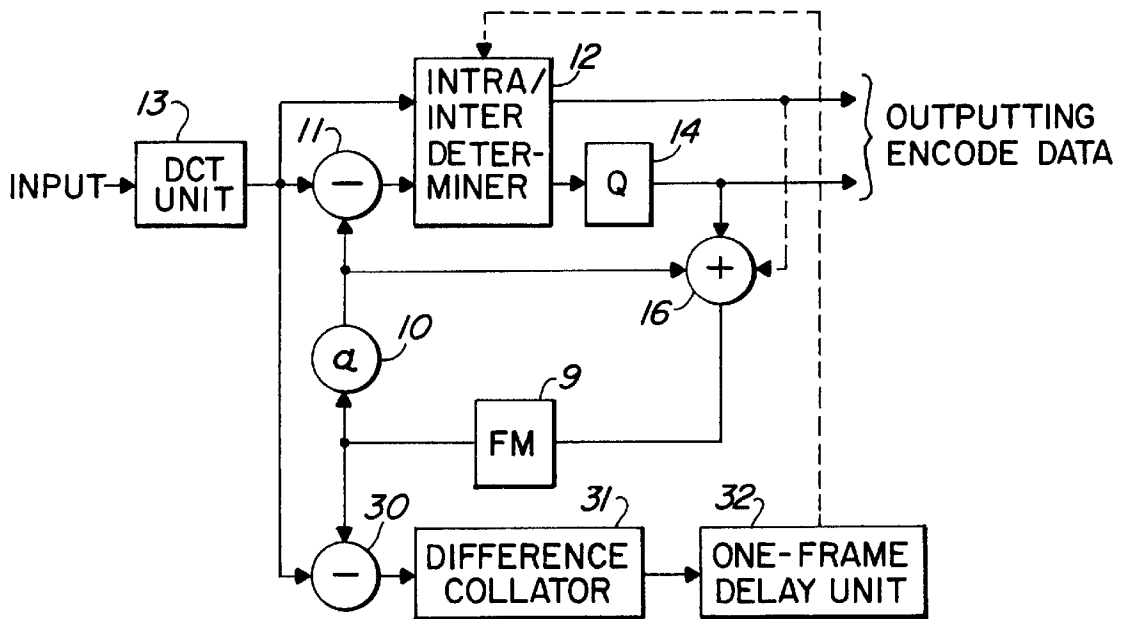 12
INTRA/
INTER
DETER-
MINER
13
DCT
UNIT
INPUT
11
−
14
Q
OUTPUTTING
ENCODE DATA
+
16
a
10
9
FM
30
−
31
DIFFERENCE
COLLATOR
32
ONE-FRAME
DELAY UNIT